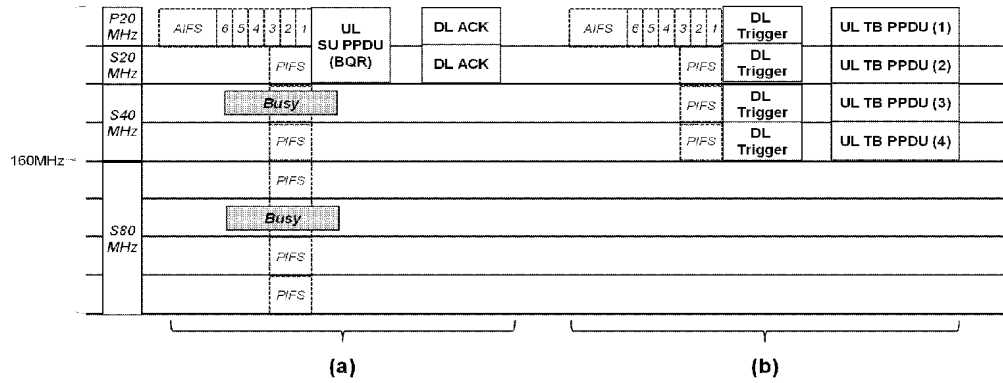 P20
MHz
AIFS
6
5
4
3
2
1
UL
SU PPDU
(BQR)
DL ACK
AIFS
6
5
4
3
2
1
DL
Trigger
UL TB PPDU (1)
S20
MHz
PIFS
DL ACK
PIFS
DL
Trigger
UL TB PPDU (2)
S40
MHz
Busy
PIFS
DL
Trigger
UL TB PPDU (3)
PIFS
PIFS
DL
Trigger
UL TB PPDU (4)
160MHz
S80
MHz
PIFS
Busy
PIFS
PIFS
(a)
(b)